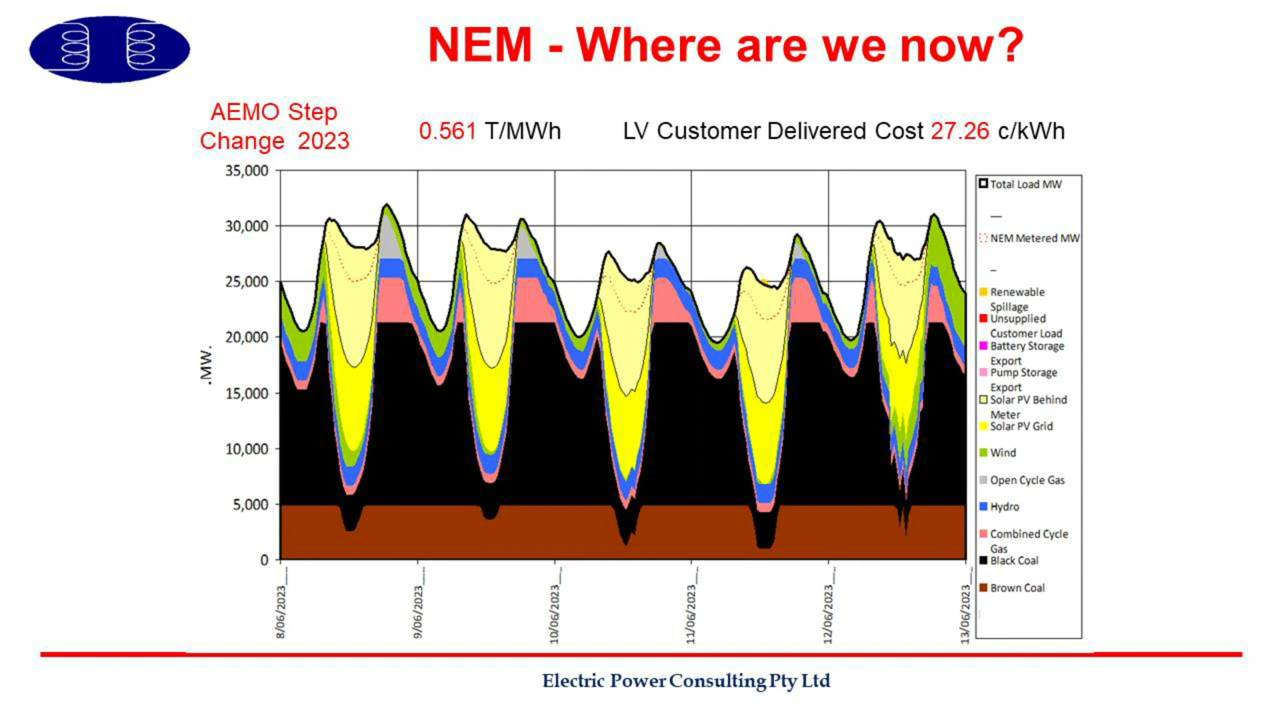 NEM - Where are we now?
AEMO Step
Change 2023
0.561 T/MWh
LV Customer Delivered Cost 27.26 c/kWh
35,000
30,000
25,000
20,000
15,000
10,000
5,000
0
.MW.
8/06/2023
9/06/2023
10/06/2023
11/06/2023
12/06/2023
13/06/2023
Total Load MW
NEM Metered MW
Renewable
Spillage
Unsupplied
Customer Load
Battery Storage
Export
Pump Storage
Export
Solar PV Behind
Meter
Solar PV Grid
Wind
Open Cycle Gas
Hydro
Combined Cycle
Gas
Black Coal
Brown Coal
Electric Power Consulting Pty Ltd